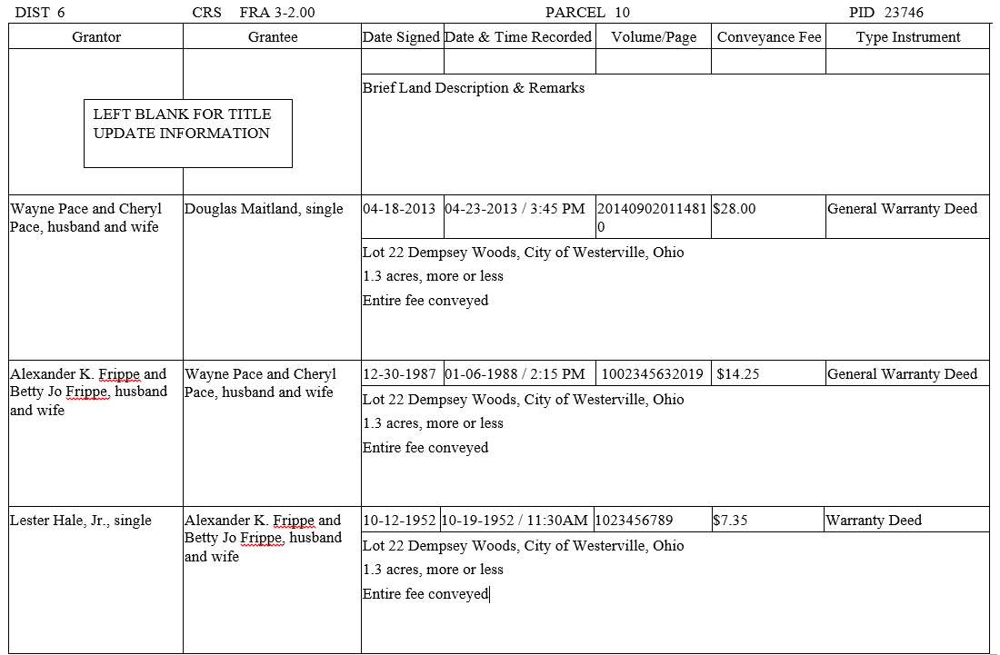 DIST 6 CRS FRA 3-2.00 PARCEL 10 PID 23746
Grantor Grantee Date Signed Date & Time Recorded Volume/Page Conveyance Fee Type Instrument
Brief Land Description & Remarks
LEFT BLANK FOR TITLE
UPDATE INFORMATION
Wayne Pace and Cheryl
Pace, husband and wife
Douglas Maitland, single
04-18-2013 04-23-2013 / 3:45 PM
20140902011481
0
$28.00 General Warranty Deed
Lot 22 Dempsey Woods, City of Westerville, Ohio
1.3 acres, more or less
Entire fee conveyed
Alexander K. Frippe and
Betty Jo Frippe, husband
and wife
Wayne Pace and Cheryl
Pace, husband and wife
12-30-1987 01-06-1988 / 2:15 PM 1002345632019 $14.25 General Warranty Deed
Lot 22 Dempsey Woods, City of Westerville, Ohio
1.3 acres, more or less
Entire fee conveyed
Lester Hale, Jr., single
Alexander K. Frippe and
Betty Jo Frippe, husband
and wife
10-12-1952 10-19-1952 / 11:30AM 1023456789 $7.35 Warranty Deed
Lot 22 Dempsey Woods, City of Westerville, Ohio
1.3 acres, more or less
Entire fee conveyed